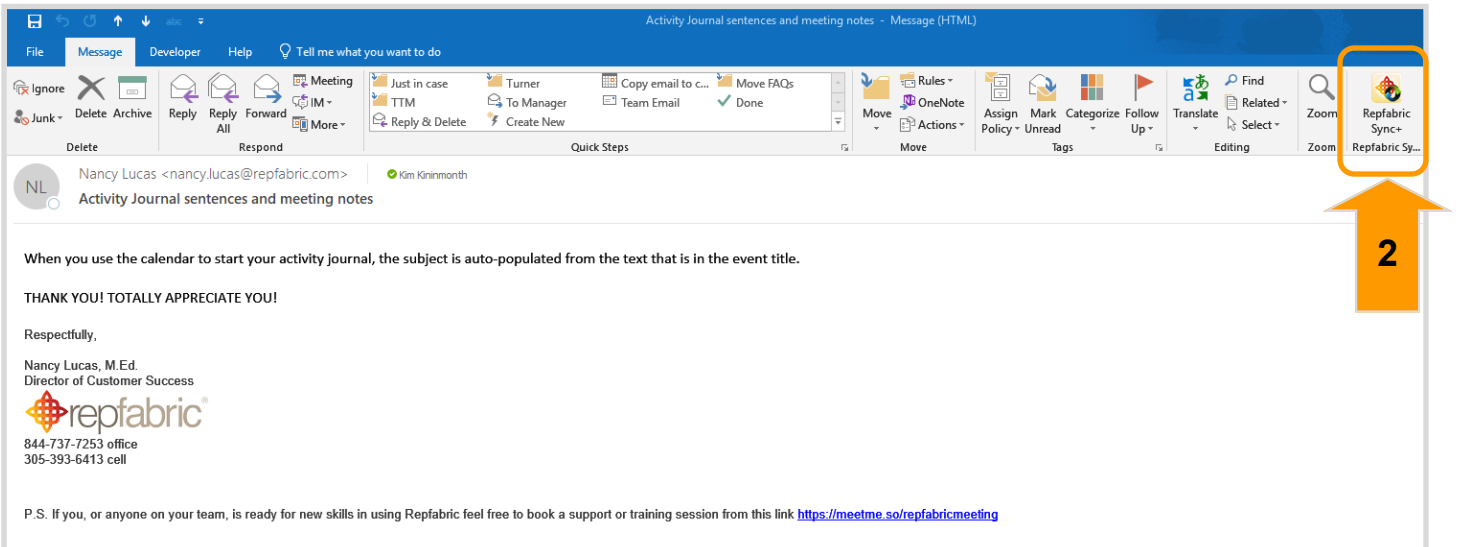 abc
Activity Journal sentences and meeting notes - Message (HTML)
File Message Developer Help Tell me what you want to do
Ignore
Junk
Delete
Archive
Delete
Reply
Reply All
Forward
Meeting
IM
More
Respond
Just in case
TTM
Reply & Delete
Turner
To Manager
Create New
Copy email to c...
Team Email
Move FAQs
Done
Quick Steps
Move
Rules
OneNote
Actions
Move
Assign
Policy
Mark
Unread
Categorize
Follow
Up
Tags
Translate
Find
Related
Select
Editing
Zoom
Zoom
Repfabric
Sync+
Repfabric Sy...
2
NL
Nancy Lucas <nancy.lucas@repfabric.com>
Kim Kininmonth
Activity Journal sentences and meeting notes
When you use the calendar to start your activity journal, the subject is auto-populated from the text that is in the event title.
THANK YOU! TOTALLY APPRECIATE YOU!
Respectfully,
Nancy Lucas, M.Ed.
Director of Customer Success
repfabric®
844-737-7253 office
305-393-6413 cell
P.S. If you, or anyone on your team, is ready for new skills in using Repfabric feel free to book a support or training session from this link https://meetme.so/repfabricmeeting